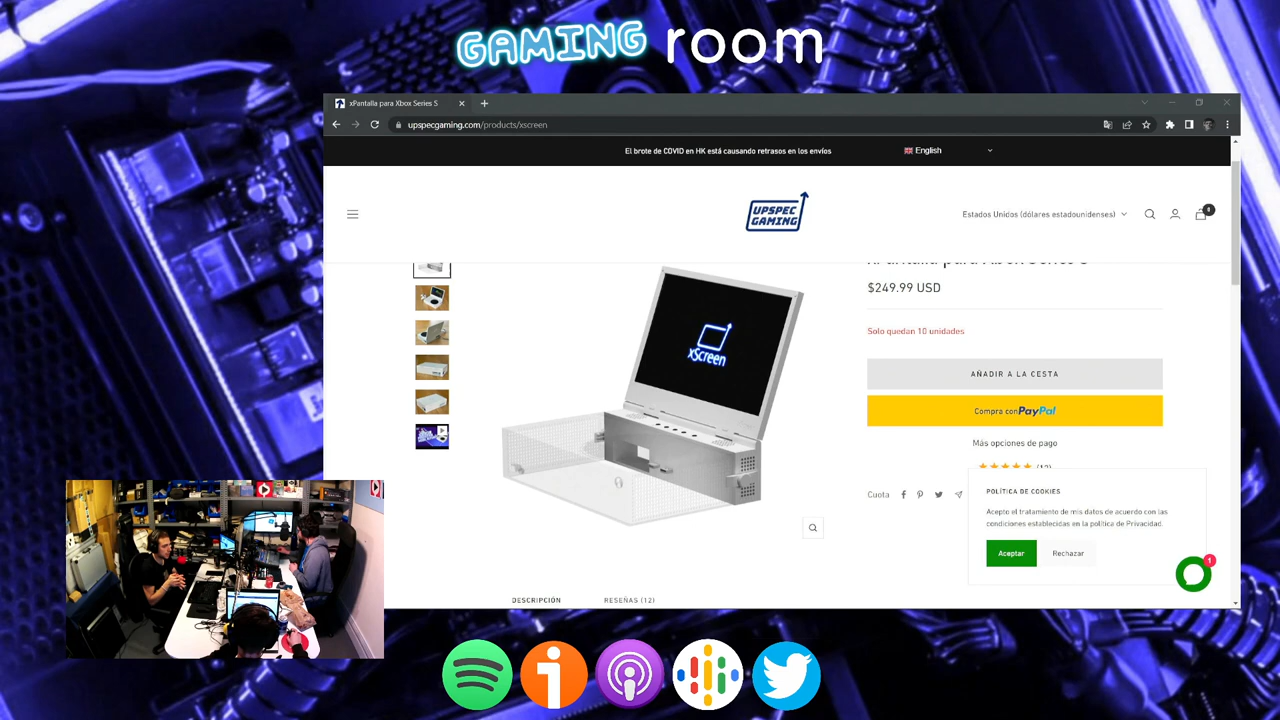 GAMING room
xPantalla para Xbox Series S
upspecgaming.com/products/xscreen
El brote de COVID en HK está causando retrasos en los envíos
English
UPSPEC
GAMING
Estados Unidos (dólares estadounidenses)
0
$249.99 USD
Solo quedan 10 unidades
xScreen
AÑADIR A LA CESTA
Compra con PayPal
Más opciones de pago
(12)
Cuota
POLÍTICA DE COOKIES
Acepto el tratamiento de mis datos de acuerdo con las
condiciones establecidas en la política de Privacidad.
Aceptar
Rechazar
1
DESCRIPCIÓN
RESEÑAS (12)